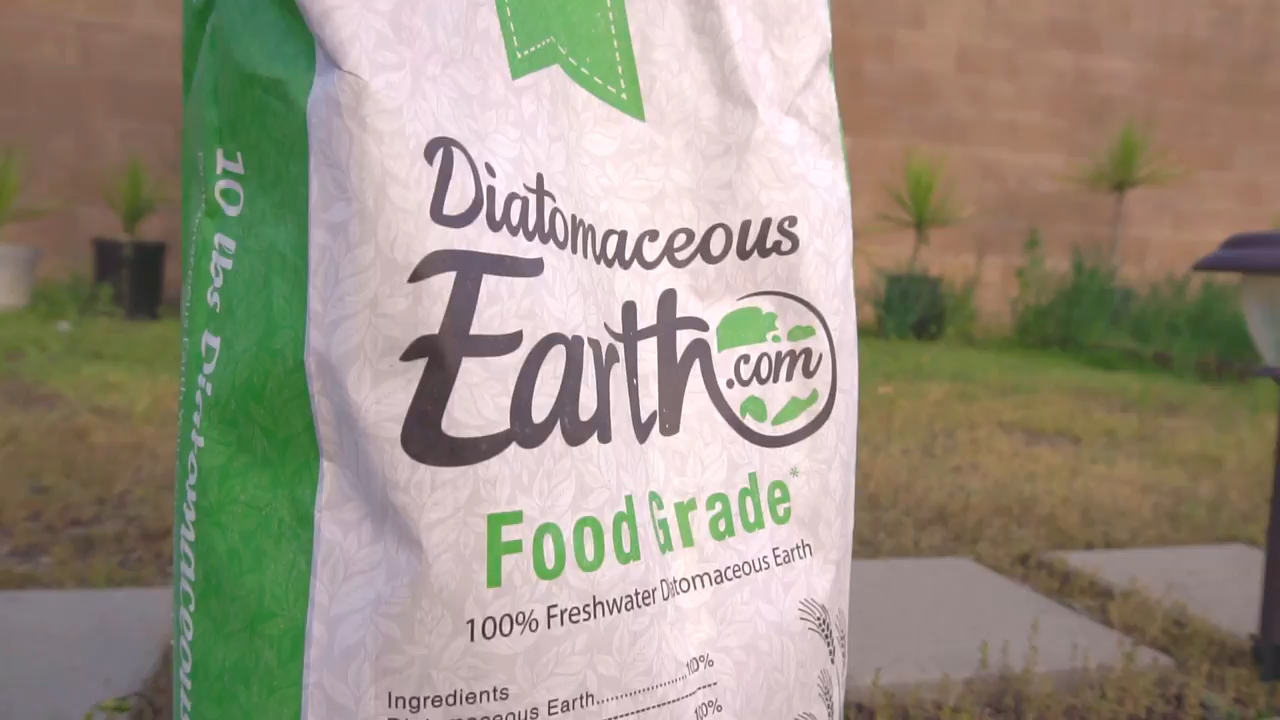 Diatomaceous
Earth.com
Food Grade*
100% Freshwater Diatomaceous Earth
Ingredients
Diatomaceous Earth..................100%
100%
10 lbs Diatomaceous